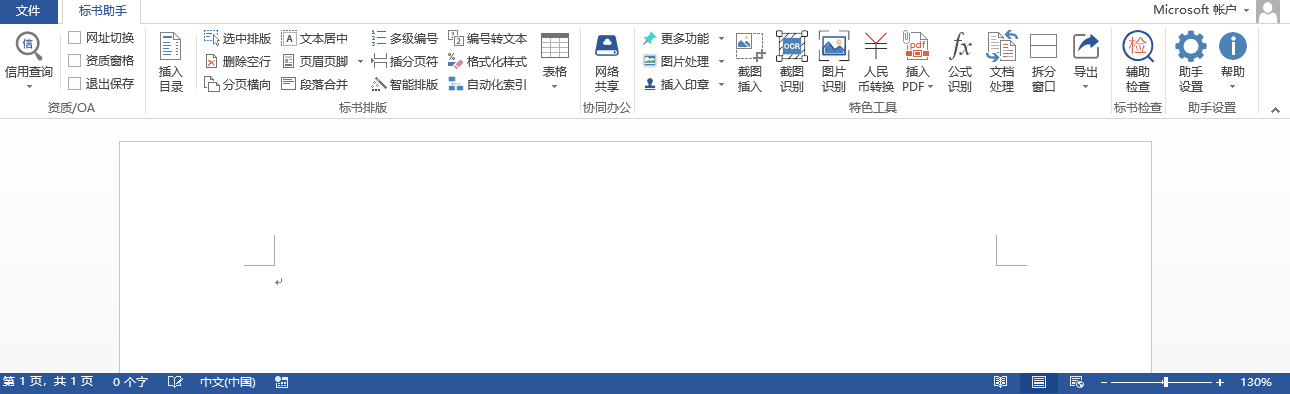 文件 标书助手 Microsoft 帐户
信 网址切换 选中排版 A 文本居中 多级编号 编号转文本 更多功能 OCR pdf fx 检
资质窗格 删除空行 页眉页脚 插分页符 格式化样式 图片处理
信用查询 插入 表格 网络 截图 截图 图片 人民 插入 公式 文档 拆分 导出 辅助 助手 帮助
退出保存 目录 分页横向 段落合并 智能排版 自动化索引 共享 插入印章 插入 识别 识别 币转换 PDF 识别 处理 窗口 检查 设置
资质/OA 标书排版 协同办公 特色工具 标书检查 助手设置
第 1 页，共 1 页 0 个字 中文(中国) 130%